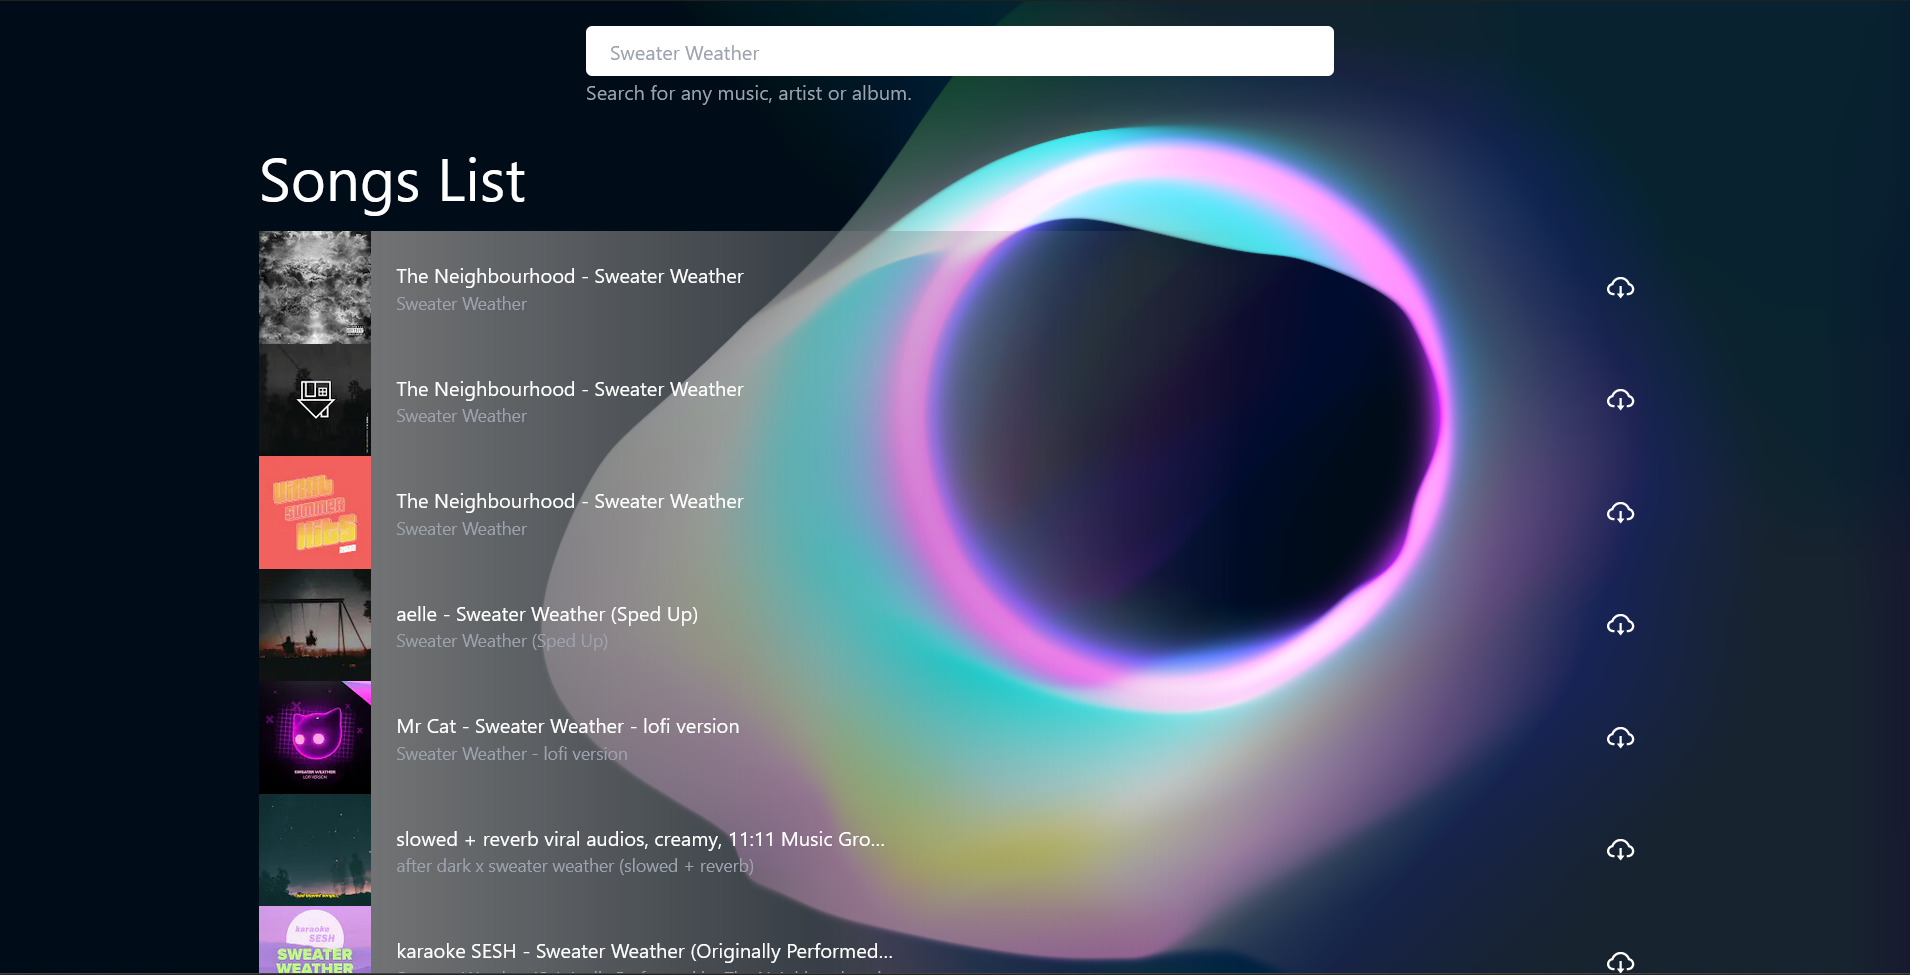 Sweater Weather
Search for any music, artist or album.
Songs List
The Neighbourhood - Sweater Weather
Sweater Weather
The Neighbourhood - Sweater Weather
Sweater Weather
VIRAL
SUMMER
HITS
The Neighbourhood - Sweater Weather
Sweater Weather
aelle - Sweater Weather (Sped Up)
Sweater Weather (Sped Up)
SWEATER WEATHER
LOFI VERSION
Mr Cat - Sweater Weather - lofi version
Sweater Weather - lofi version
slowed + reverb viral audios, creamy, 11:11 Music Gro...
after dark x sweater weather (slowed + reverb)
karaoke
SESH
SWEATER
WEATHER
karaoke SESH - Sweater Weather (Originally Performed...